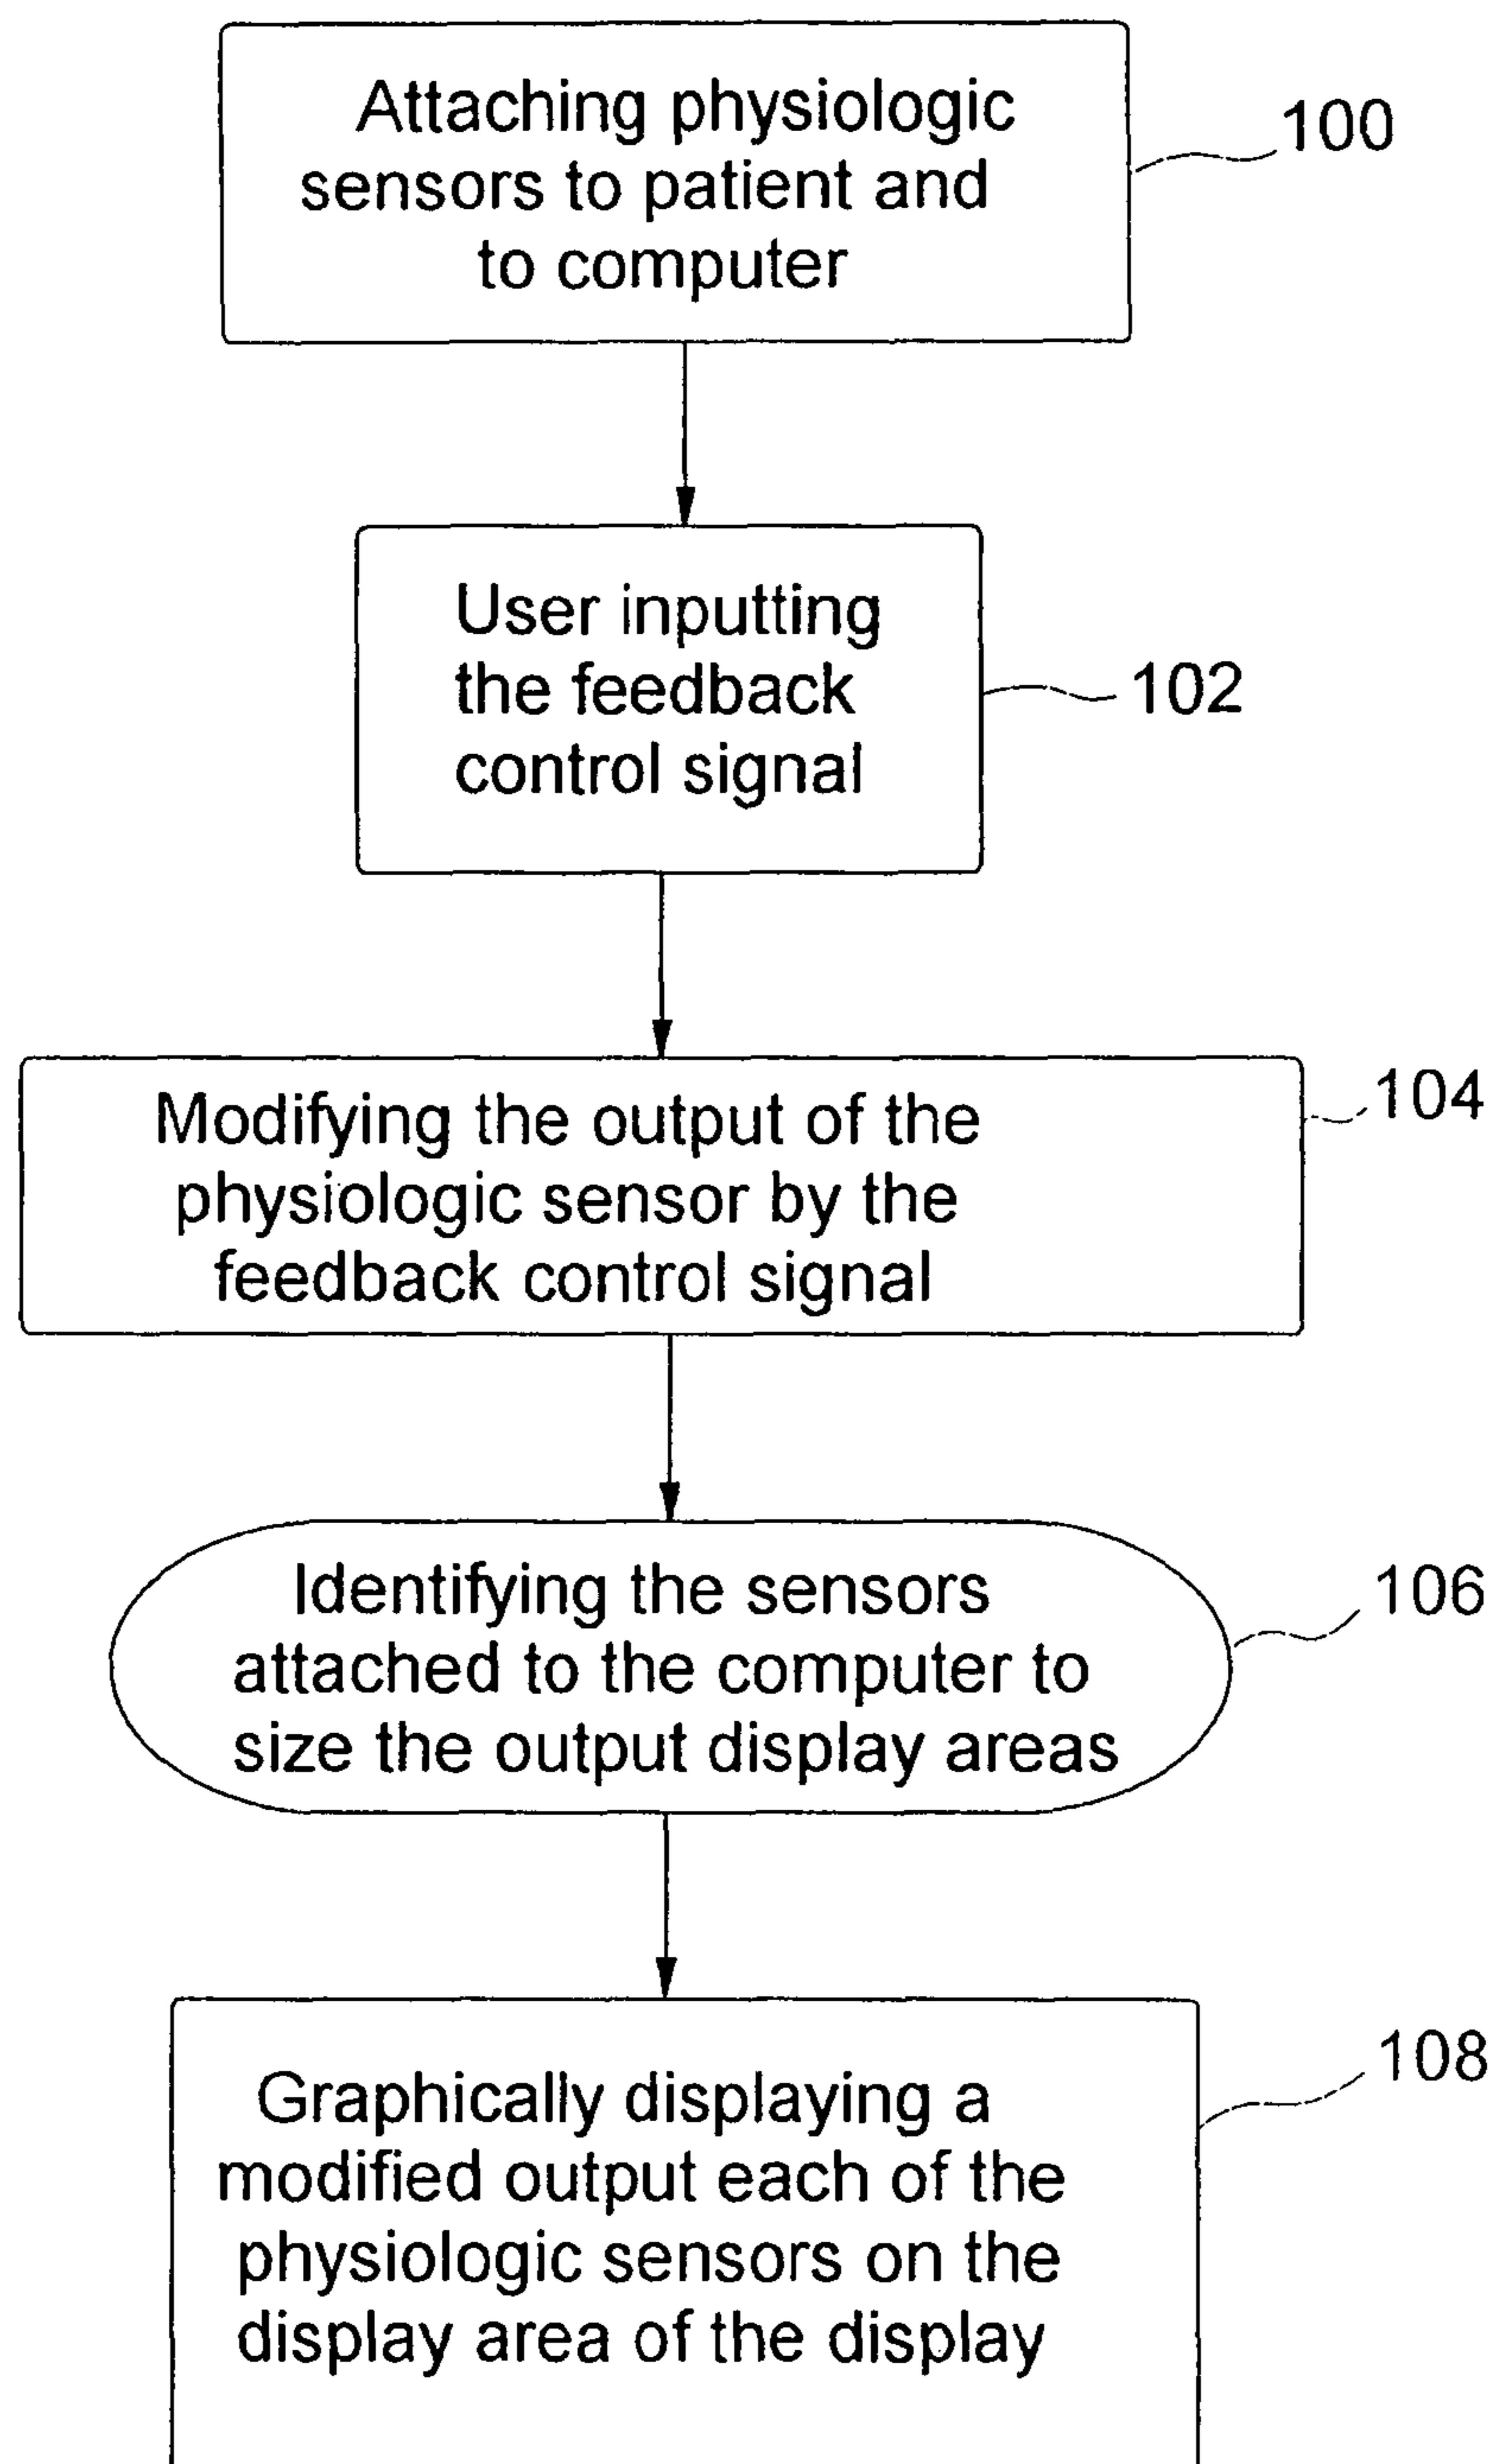 Attaching physiologic
sensors to patient and
to computer
100
User inputting
the feedback
control signal
102
Modifying the output of the
physiologic sensor by the
feedback control signal
104
Identifying the sensors
attached to the computer to
size the output display areas
106
Graphically displaying a
modified output each of the
physiologic sensors on the
display area of the display
108